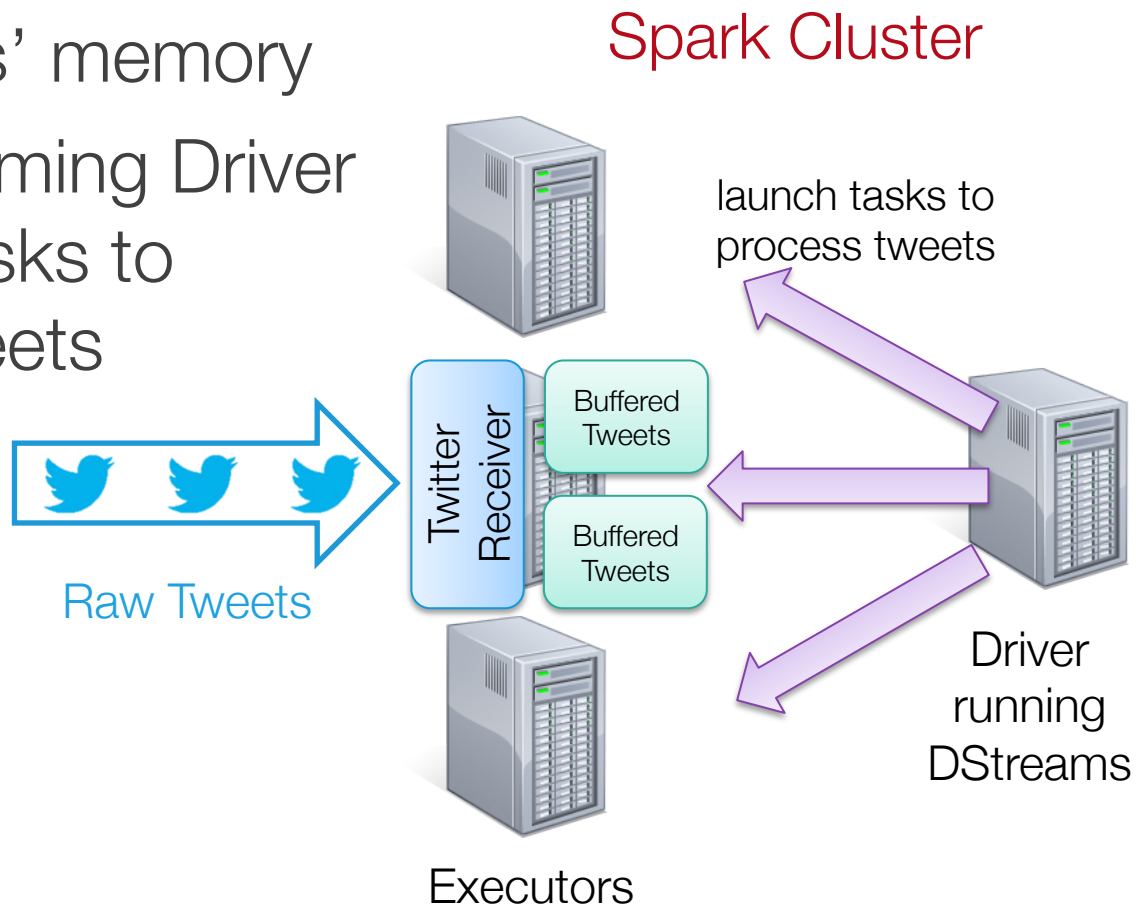 s’ memory
ming Driver
sks to
eets
Spark Cluster
launch tasks to
process tweets
Raw Tweets
Twitter
Receiver
Buffered
Tweets
Buffered
Tweets
Driver
running
DStreams
Executors